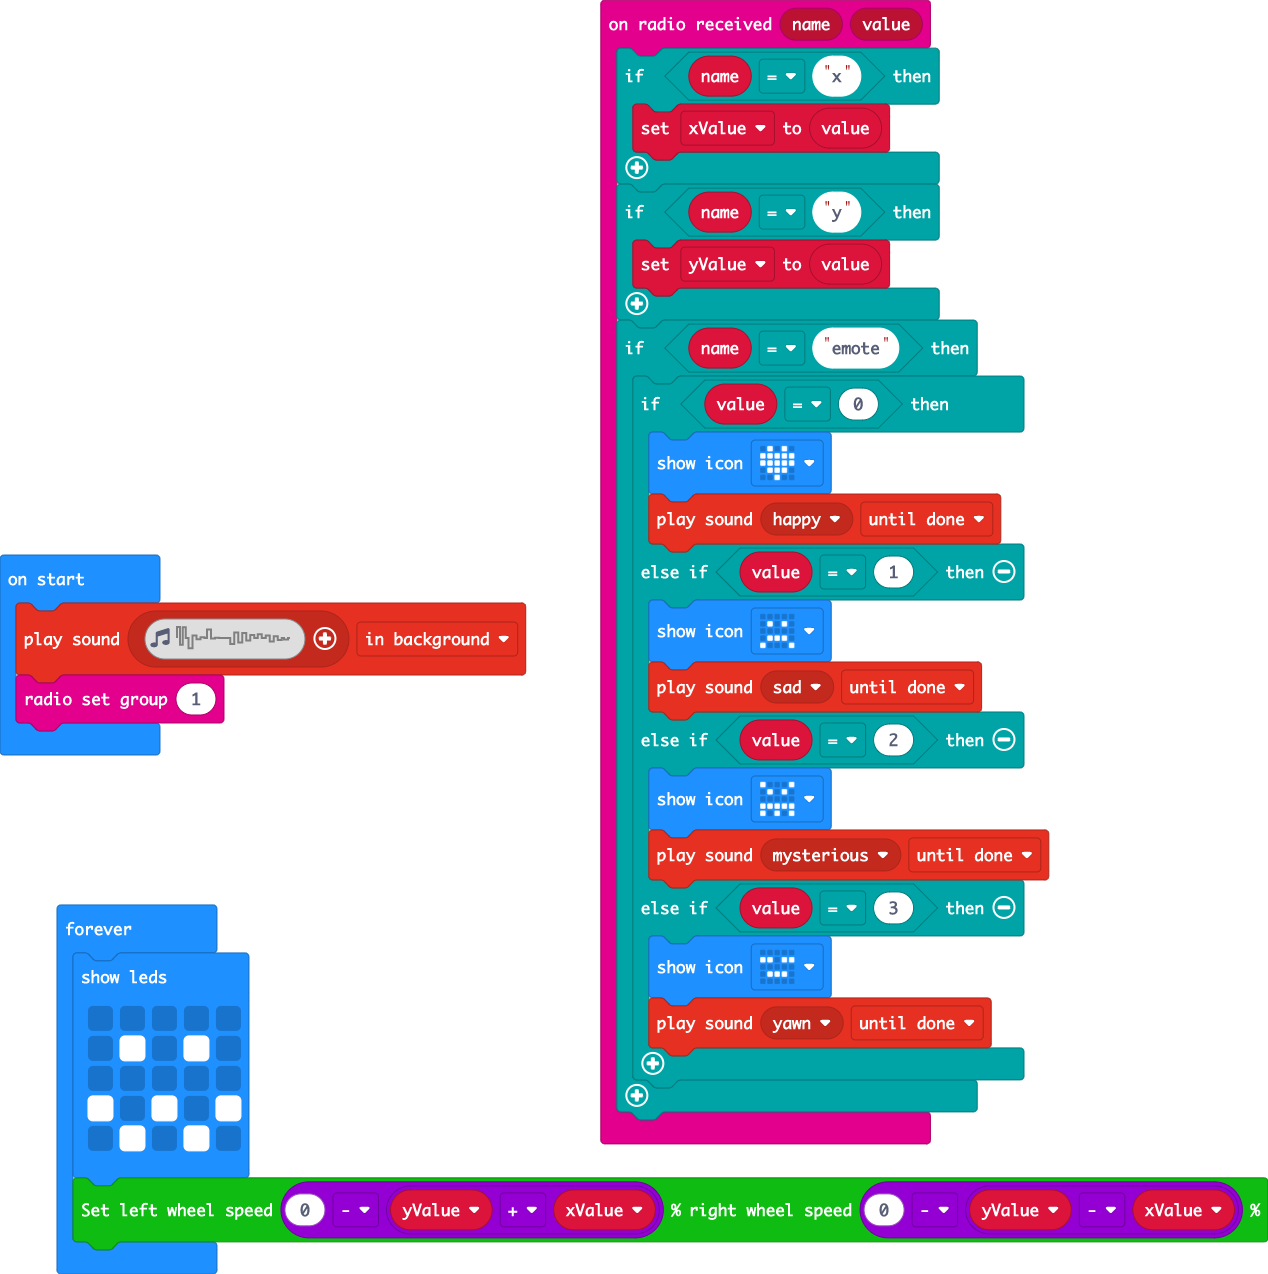 on radio received name value
if name = "x" then
set xValue to value
if name = "y" then
set yValue to value
if name = "emote" then
if value = 0 then
show icon
play sound happy until done
else if value = 1 then
show icon
play sound sad until done
else if value = 2 then
show icon
play sound mysterious until done
else if value = 3 then
show icon
play sound yawn until done
on start
play sound in background
radio set group 1
forever
show leds
Set left wheel speed 0 - yValue + xValue % right wheel speed 0 - yValue - xValue %